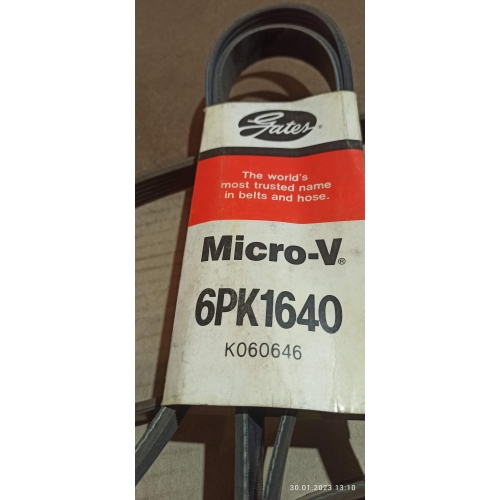 Gates®
The world's
most trusted name
in belts and hose.
Micro-V®
6PK1640
K060646
30.01.2023 13:10